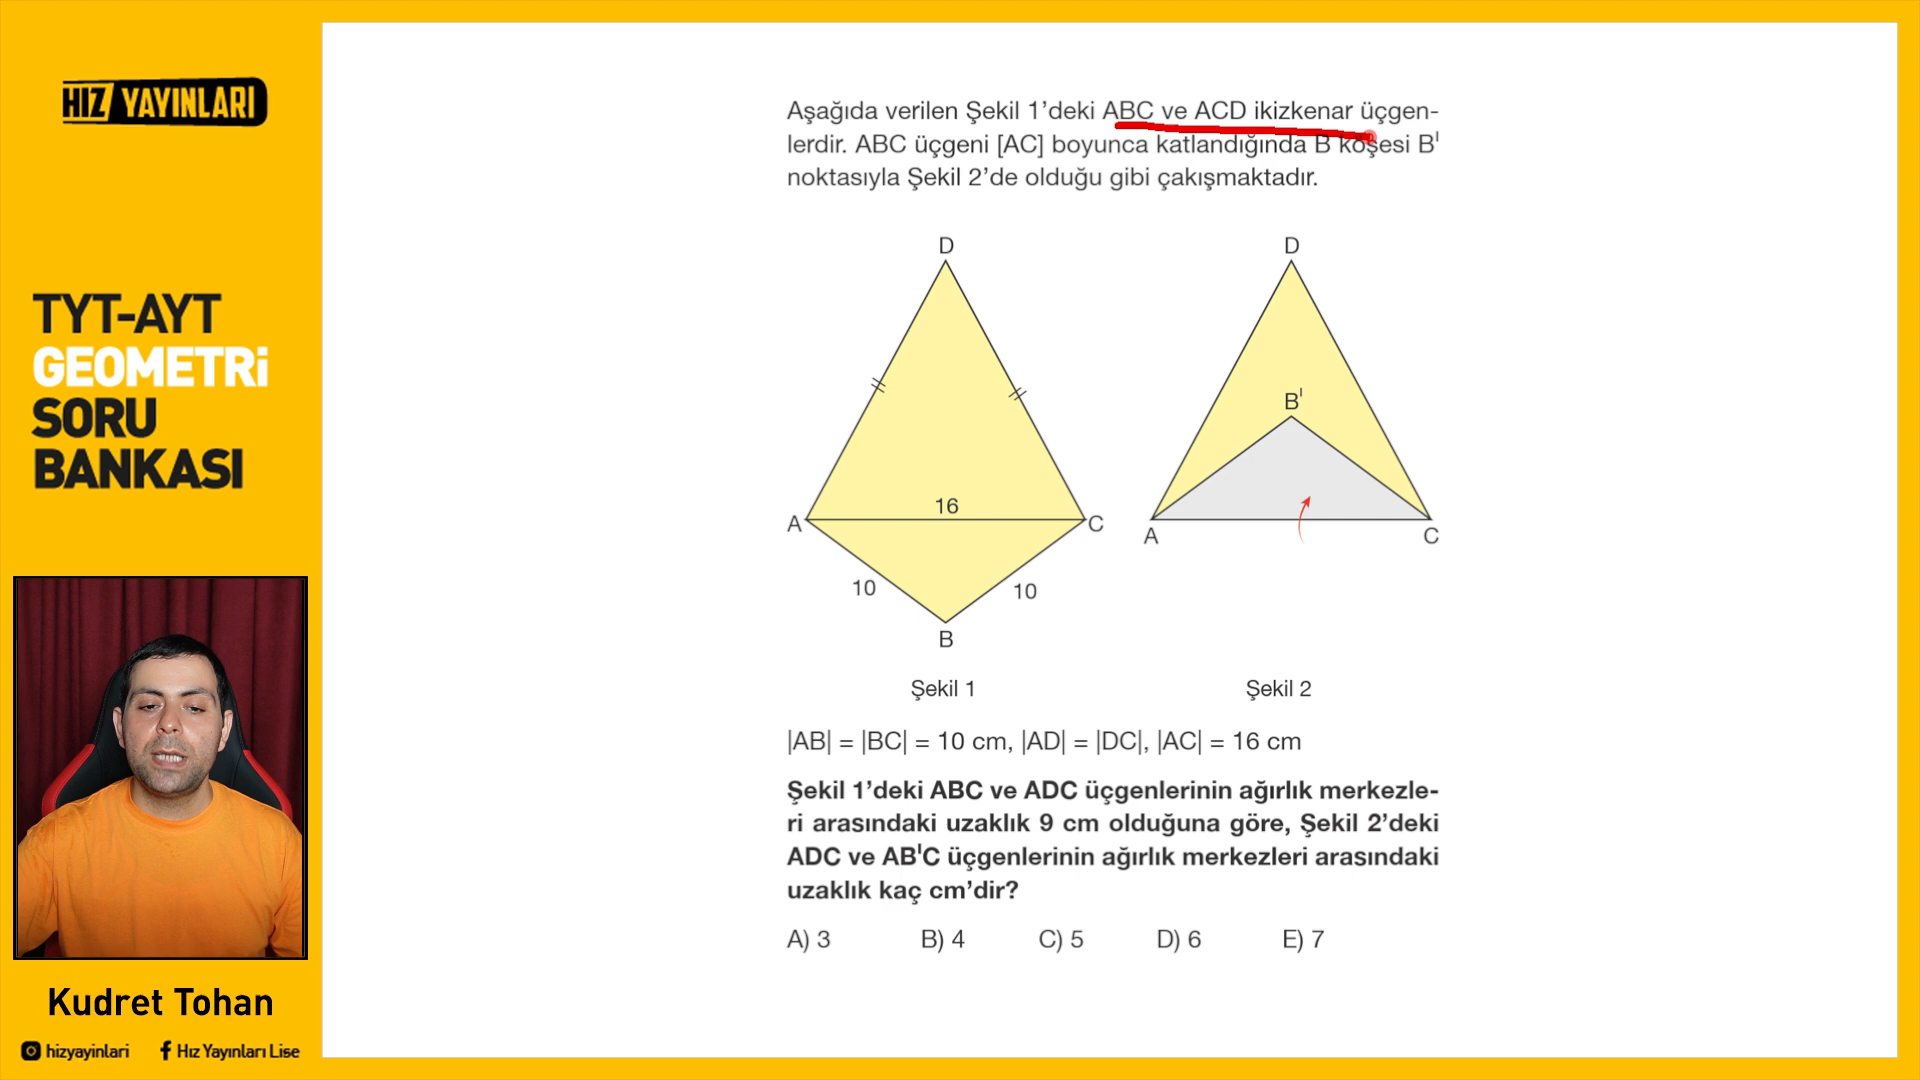 HIZ YAYINLARI
TYT-AYT
GEOMETRİ
SORU
BANKASI
Kudret Tohan
hizyayinlari
Hız Yayınları Lise
Aşağıda verilen Şekil 1’deki ABC ve ACD ikizkenar üçgen-
lerdir. ABC üçgeni [AC] boyunca katlandığında B köşesi B'
noktasıyla Şekil 2’de olduğu gibi çakışmaktadır.
D
D
B'
16
A
C
A
C
10
10
B
Şekil 1
Şekil 2
|AB| = |BC| = 10 cm, |AD| = |DC|, |AC| = 16 cm
Şekil 1’deki ABC ve ADC üçgenlerinin ağırlık merkezle-
ri arasındaki uzaklık 9 cm olduğuna göre, Şekil 2’deki
ADC ve AB'C üçgenlerinin ağırlık merkezleri arasındaki
uzaklık kaç cm’dir?
A) 3 B) 4 C) 5 D) 6 E) 7